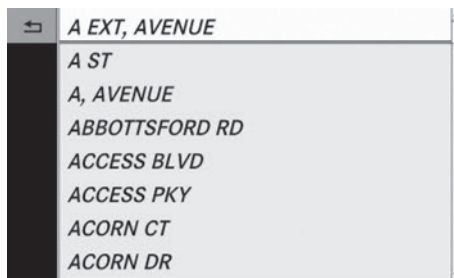 A EXT, AVENUE
A ST
A, AVENUE
ABBOTTSFORD RD
ACCESS BLVD
ACCESS PKY
ACORN CT
ACORN DR